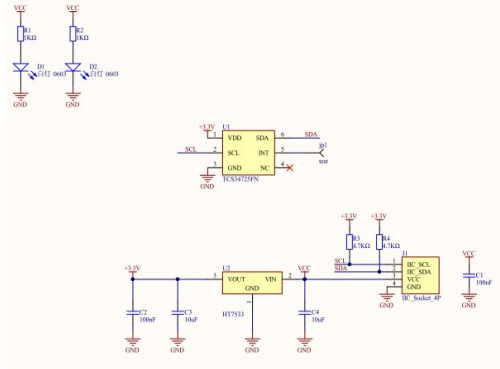 VCC VCC
R1 R2
1KΩ 1KΩ
D1 D2
白灯 0603 白灯 0603
GND GND
+3.3V U1
1 VDD SDA 6 SDA
jp1
SCL 2 SCL INT 5
test
3 GND NC 4
TCS34725FN
GND
+3.3V +3.3V
R3 R4
4.7KΩ 4.7KΩ
J1
VCC
SCL 1 IIC_SCL
SDA 2 IIC_SDA
3 VCC
4 GND
IIC_Socket_4P
GND
C1
100nF
GND
+3.3V U2 VCC
3 VOUT VIN 2
GND
1
HT7533
C2
100nF
C3
10uF
C4
10uF
GND GND GND GND